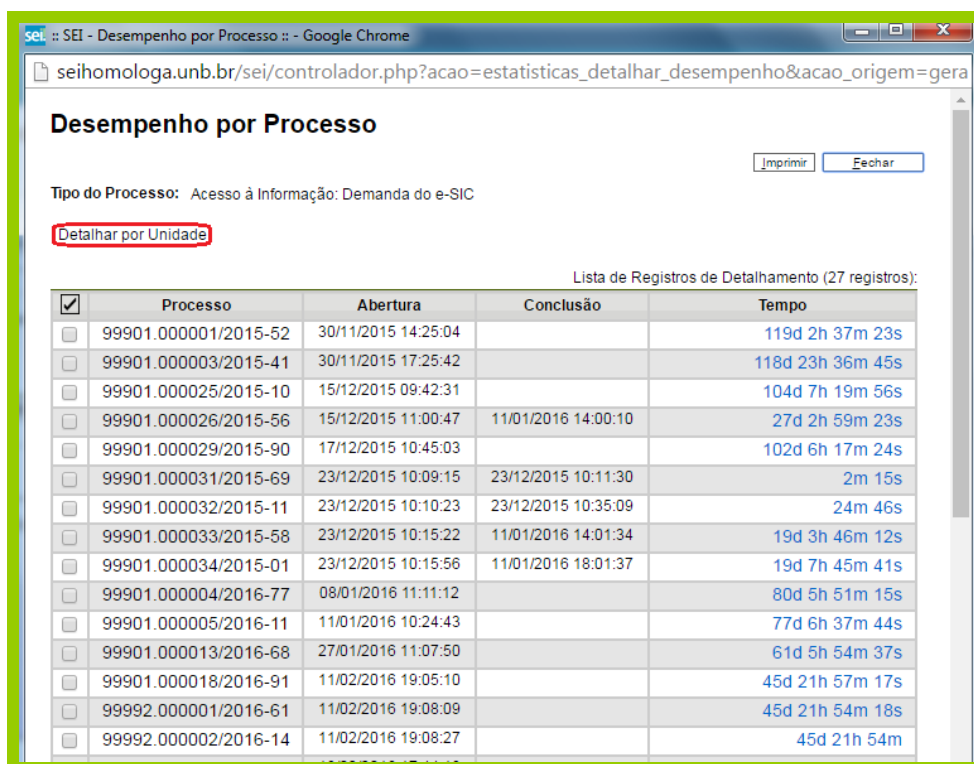 sei. :: SEI - Desempenho por Processo :: - Google Chrome
seihomologa.unb.br/sei/controlador.php?acao=estatisticas_detalhar_desempenho&acao_origem=gera
Desempenho por Processo
Imprimir Fechar
Tipo do Processo: Acesso à Informação: Demanda do e-SIC
Detalhar por Unidade
Lista de Registros de Detalhamento (27 registros):
Processo Abertura Conclusão Tempo
99901.000001/2015-52 30/11/2015 14:25:04 119d 2h 37m 23s
99901.000003/2015-41 30/11/2015 17:25:42 118d 23h 36m 45s
99901.000025/2015-10 15/12/2015 09:42:31 104d 7h 19m 56s
99901.000026/2015-56 15/12/2015 11:00:47 11/01/2016 14:00:10 27d 2h 59m 23s
99901.000029/2015-90 17/12/2015 10:45:03 102d 6h 17m 24s
99901.000031/2015-69 23/12/2015 10:09:15 23/12/2015 10:11:30 2m 15s
99901.000032/2015-11 23/12/2015 10:10:23 23/12/2015 10:35:09 24m 46s
99901.000033/2015-58 23/12/2015 10:15:22 11/01/2016 14:01:34 19d 3h 46m 12s
99901.000034/2015-01 23/12/2015 10:15:56 11/01/2016 18:01:37 19d 7h 45m 41s
99901.000004/2016-77 08/01/2016 11:11:12 80d 5h 51m 15s
99901.000005/2016-11 11/01/2016 10:24:43 77d 6h 37m 44s
99901.000013/2016-68 27/01/2016 11:07:50 61d 5h 54m 37s
99901.000018/2016-91 11/02/2016 19:05:10 45d 21h 57m 17s
99992.000001/2016-61 11/02/2016 19:08:09 45d 21h 54m 18s
99992.000002/2016-14 11/02/2016 19:08:27 45d 21h 54m